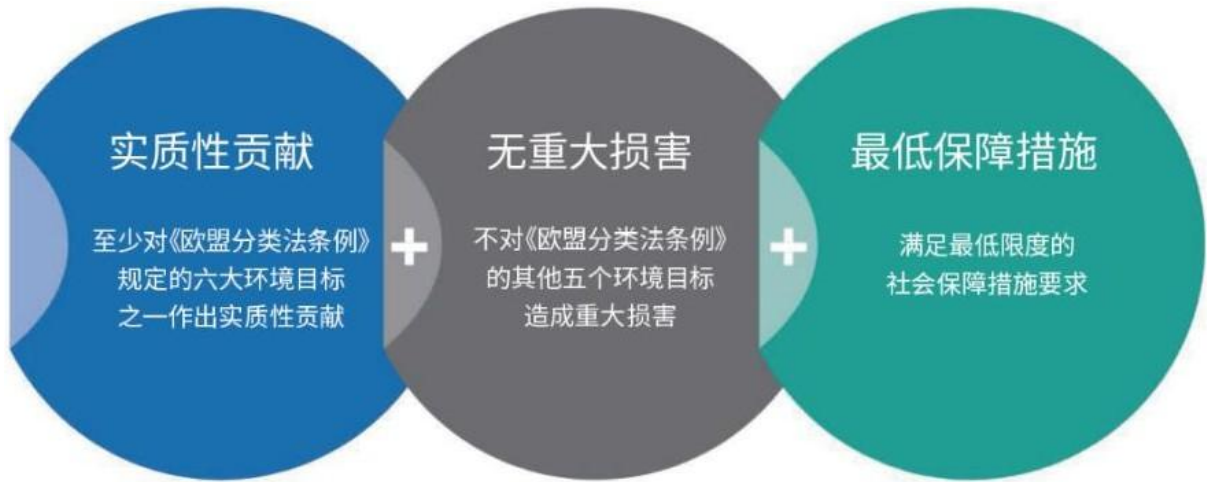 实质性贡献
至少对《欧盟分类法条例》
规定的六大环境目标
之一作出实质性贡献
+
无重大损害
不对《欧盟分类法条例》
的其他五个环境目标
造成重大损害
+
最低保障措施
满足最低限度的
社会保障措施要求